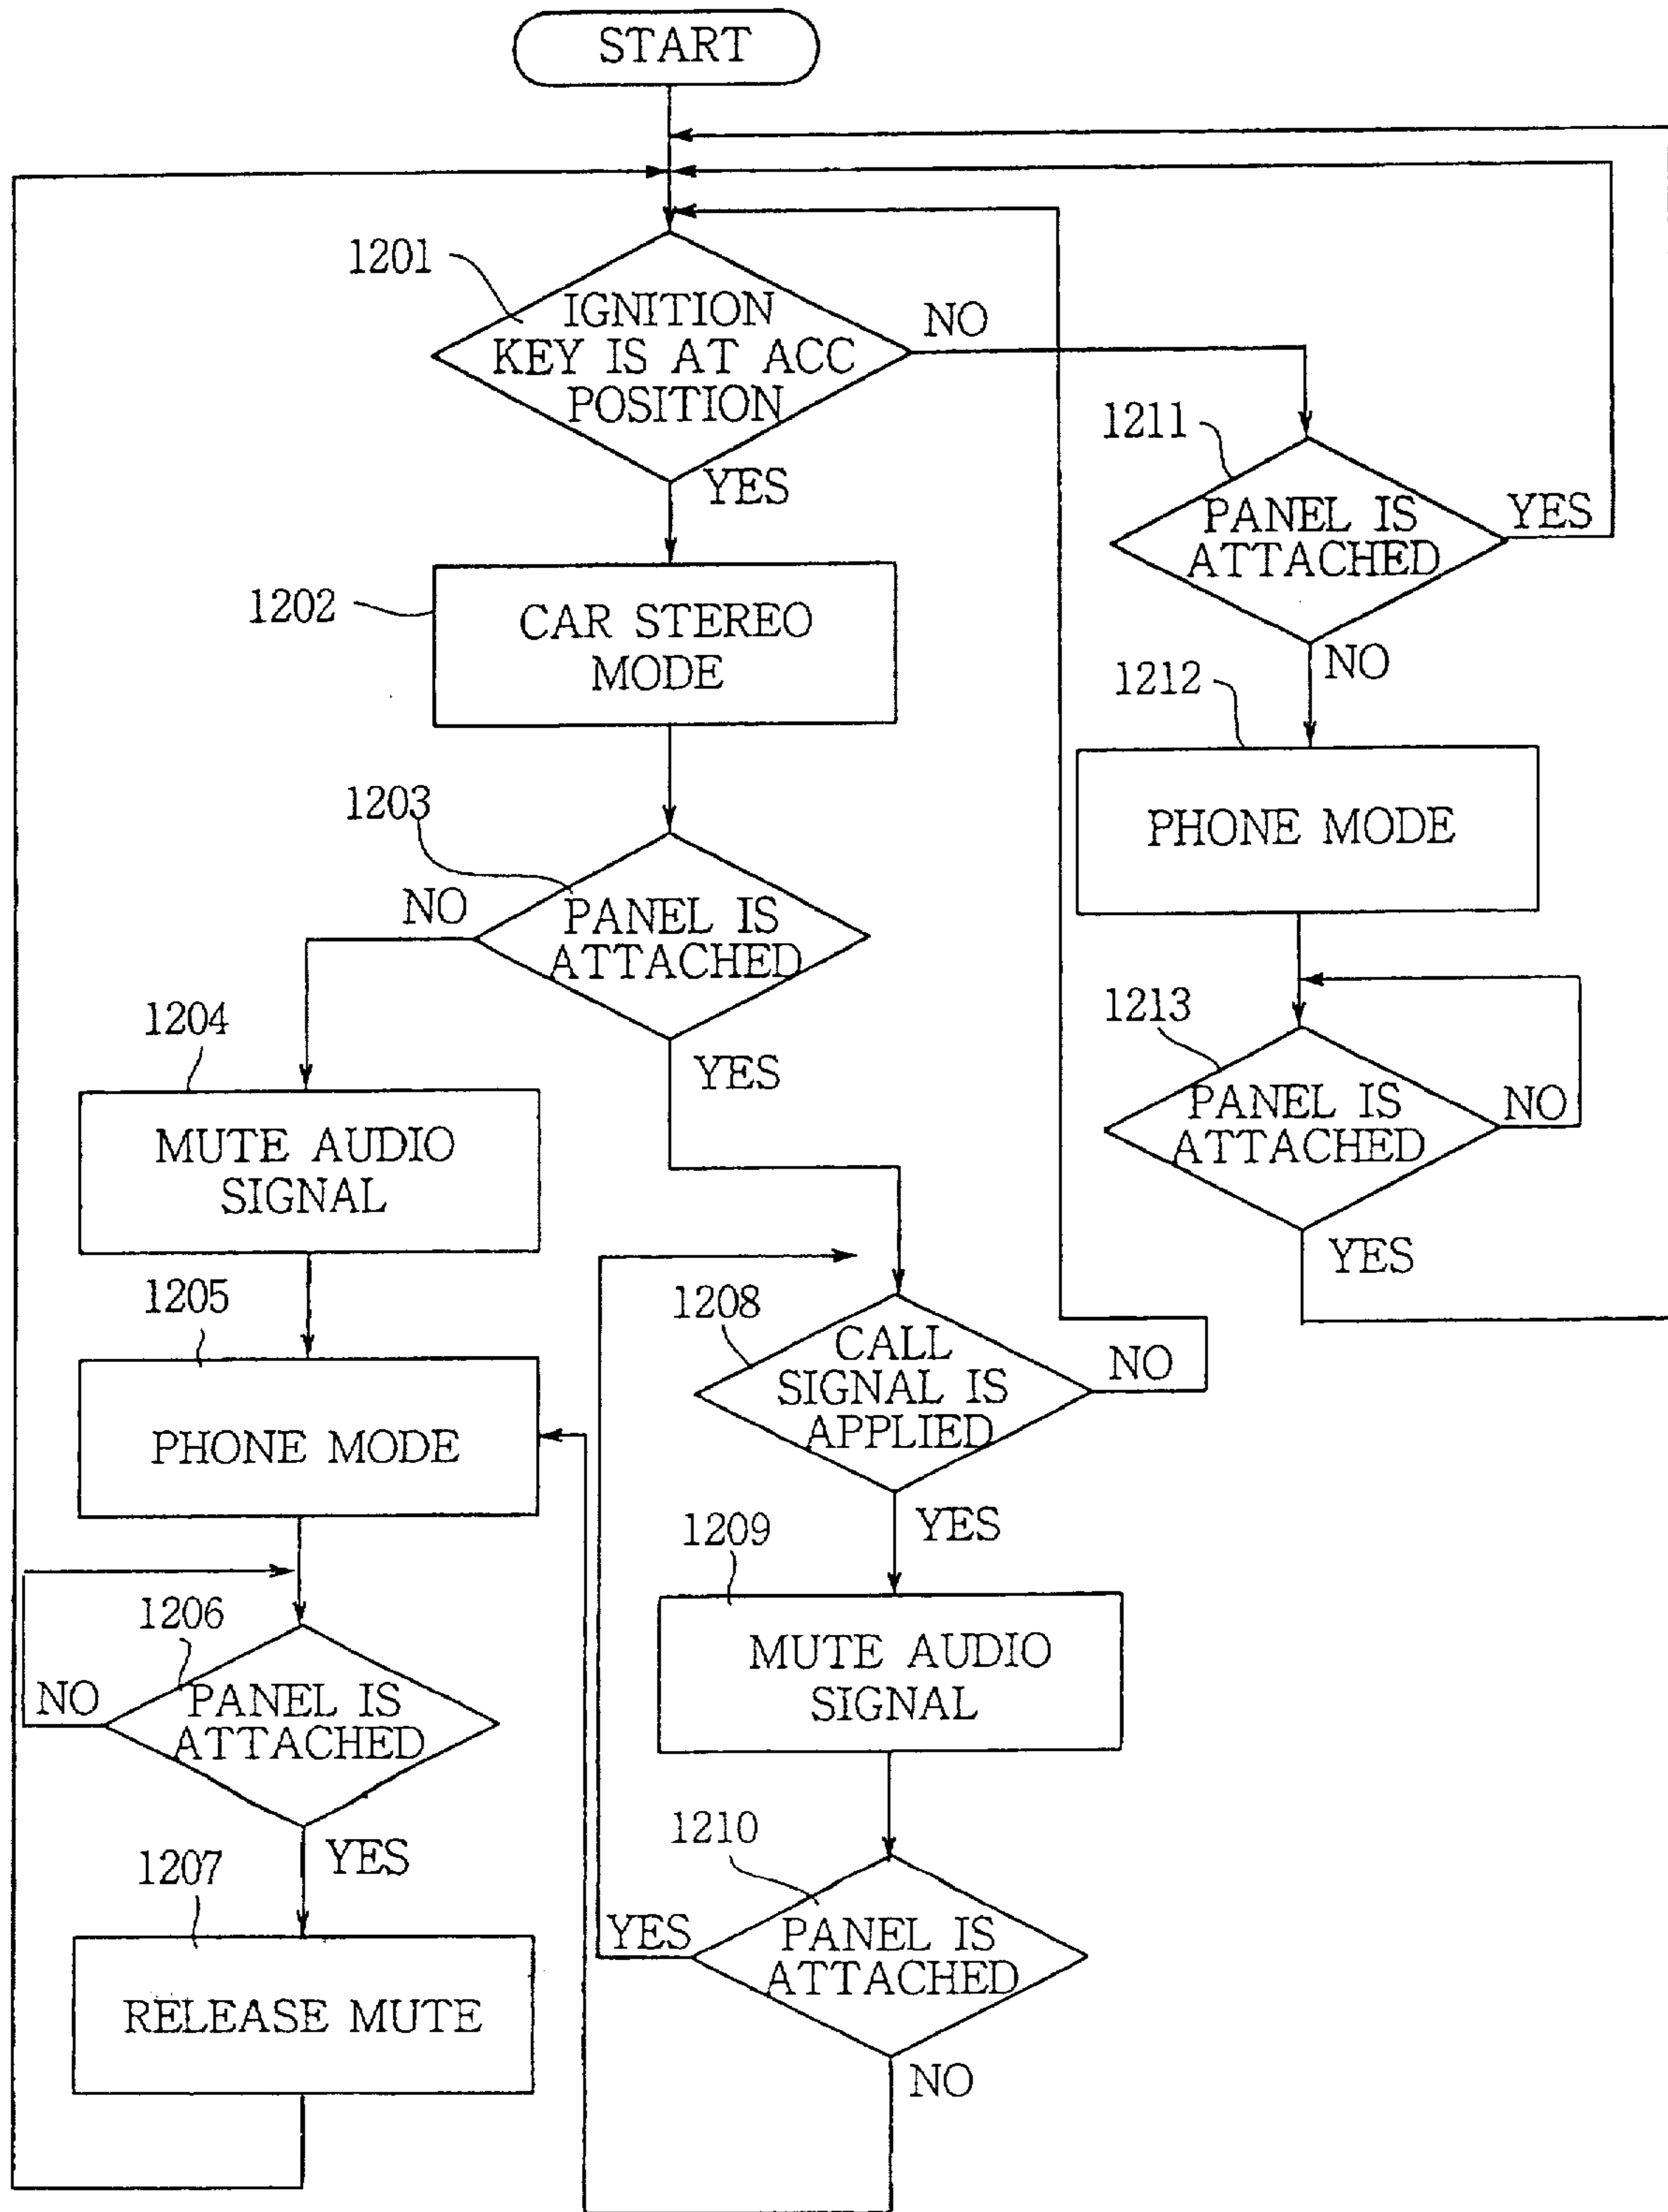 START
1201
IGNITION
KEY IS AT ACC
POSITION
NO
YES
1202
CAR STEREO
MODE
1203
NO
PANEL IS
ATTACHED
YES
1204
MUTE AUDIO
SIGNAL
1205
PHONE MODE
1206
NO
PANEL IS
ATTACHED
YES
1207
RELEASE MUTE
1208
CALL
SIGNAL IS
APPLIED
NO
YES
1209
MUTE AUDIO
SIGNAL
1210
YES
PANEL IS
ATTACHED
NO
1211
PANEL IS
ATTACHED
YES
NO
1212
PHONE MODE
1213
PANEL IS
ATTACHED
NO
YES